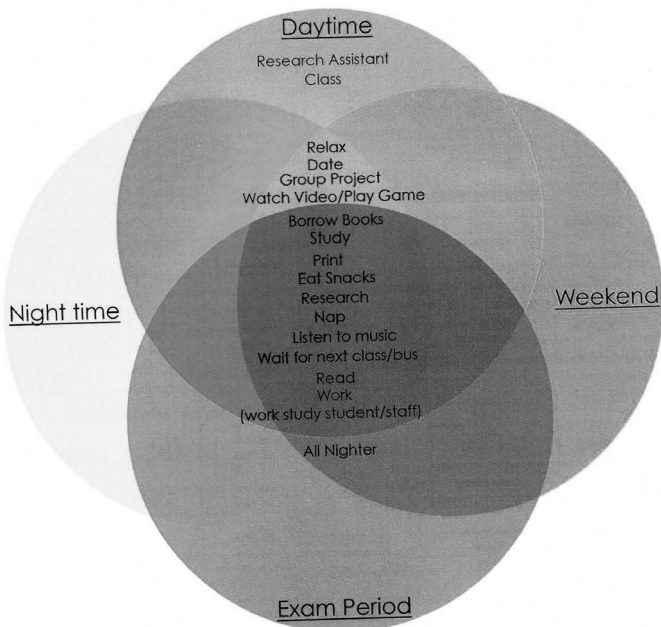 Daytime
Research Assistant
Class
Relax
Date
Group Project
Watch Video/Play Game
Borrow Books
Study
Print
Eat Snacks
Research
Night time
Weekend
Nap
Listen to music
Wait for next class/bus
Read
Work
(work study student/staff)
All Nighter
Exam Period